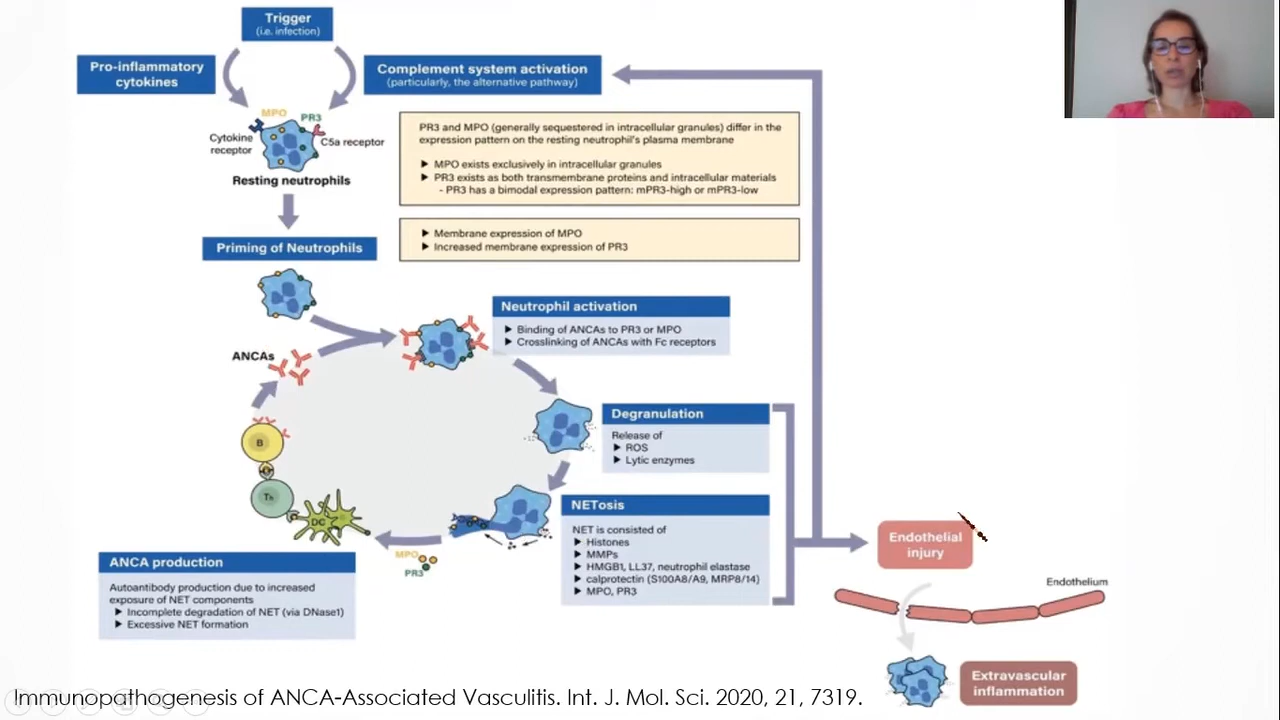 Trigger
(i.e. infection)
Pro-inflammatory
cytokines
Complement system activation
(particularly, the alternative pathway)
MPO
PR3
Cytokine
receptor
C5a receptor
Resting neutrophils
PR3 and MPO (generally sequestered in intracellular granules) differ in the
expression pattern on the resting neutrophil's plasma membrane
▶ MPO exists exclusively in intracellular granules
▶ PR3 exists as both transmembrane proteins and intracellular materials
- PR3 has a bimodal expression pattern: mPR3-high or mPR3-low
Priming of Neutrophils
▶ Membrane expression of MPO
▶ Increased membrane expression of PR3
Neutrophil activation
▶ Binding of ANCAs to PR3 or MPO
▶ Crosslinking of ANCAs with Fc receptors
ANCAs
Degranulation
Release of
▶ ROS
▶ Lytic enzymes
B
Th
DC
NETosis
NET is consisted of
▶ Histones
▶ MMPs
▶ HMGB1, LL37, neutrophil elastase
▶ calprotectin (S100A8/A9, MRP8/14)
▶ MPO, PR3
MPO
PR3
ANCA production
Autoantibody production due to increased
exposure of NET components
▶ Incomplete degradation of NET (via DNase1)
▶ Excessive NET formation
Endothelial
injury
Endothelium
Extravascular
inflammation
Immunopathogenesis of ANCA-Associated Vasculitis. Int. J. Mol. Sci. 2020, 21, 7319.